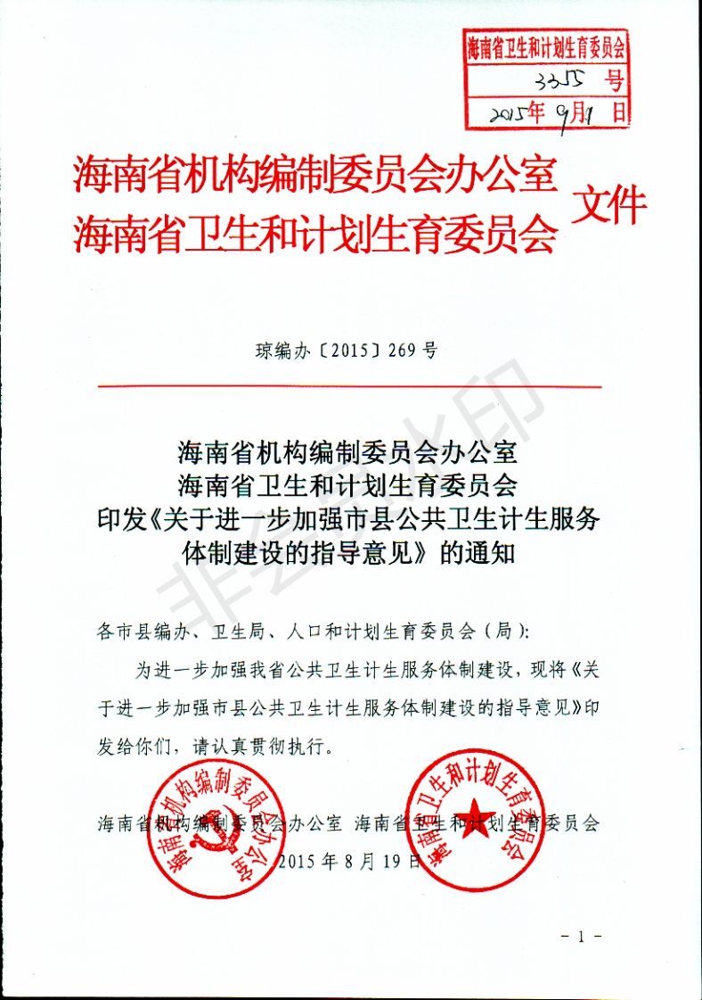 海南省卫生和计划生育委员会
3355 号
2015年 9月1日
海南省机构编制委员会办公室
海南省卫生和计划生育委员会
文件
琼编办〔2015〕269 号
海南省机构编制委员会办公室
海南省卫生和计划生育委员会
印发《关于进一步加强市县公共卫生计生服务
体制建设的指导意见》的通知
各市县编办、卫生局、人口和计划生育委员会(局):
为进一步加强我省公共卫生计生服务体制建设,现将《关
于进一步加强市县公共卫生计生服务体制建设的指导意见》印
发给你们,请认真贯彻执行。
海南省机构编制委员会办公室 海南省卫生和计划生育委员会
2015 年 8 月 19 日
海南省机构编制委员会办公室
海南省卫生和计划生育委员会
- 1 -
非会员水印